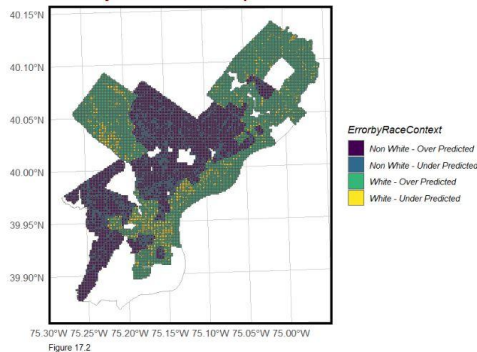 40.15°N
40.10°N
40.05°N
40.00°N
39.95°N
39.90°N
75.30°W 75.25°W 75.20°W 75.15°W 75.10°W 75.05°W 75.00°W
ErrorbyRaceContext
Non White - Over Predicted
Non White - Under Predicted
White - Over Predicted
White - Under Predicted
Figure 17.2